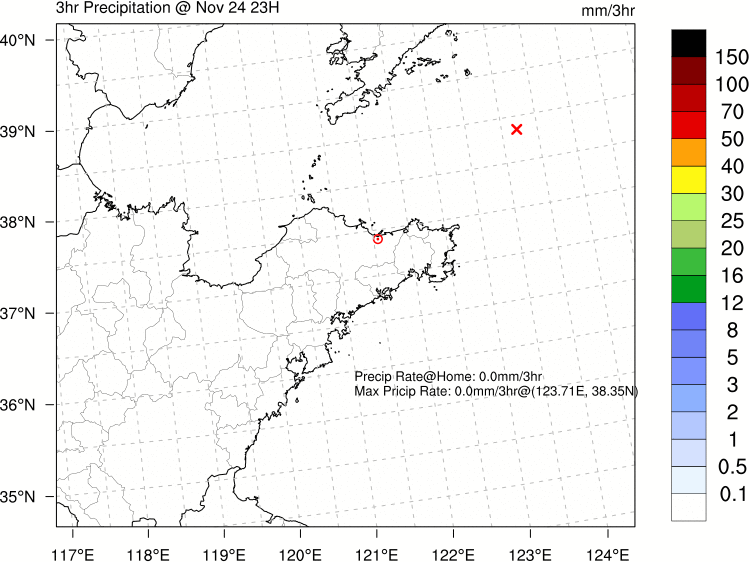 3hr Precipitation @ Nov 24 23H
mm/3hr
40°N
39°N
38°N
37°N
36°N
35°N
Precip Rate@Home: 0.0mm/3hr
Max Pricip Rate: 0.0mm/3hr@(123.71E, 38.35N)
117°E 118°E 119°E 120°E 121°E 122°E 123°E 124°E
150
100
70
50
40
30
25
20
16
12
8
5
3
2
1
0.5
0.1